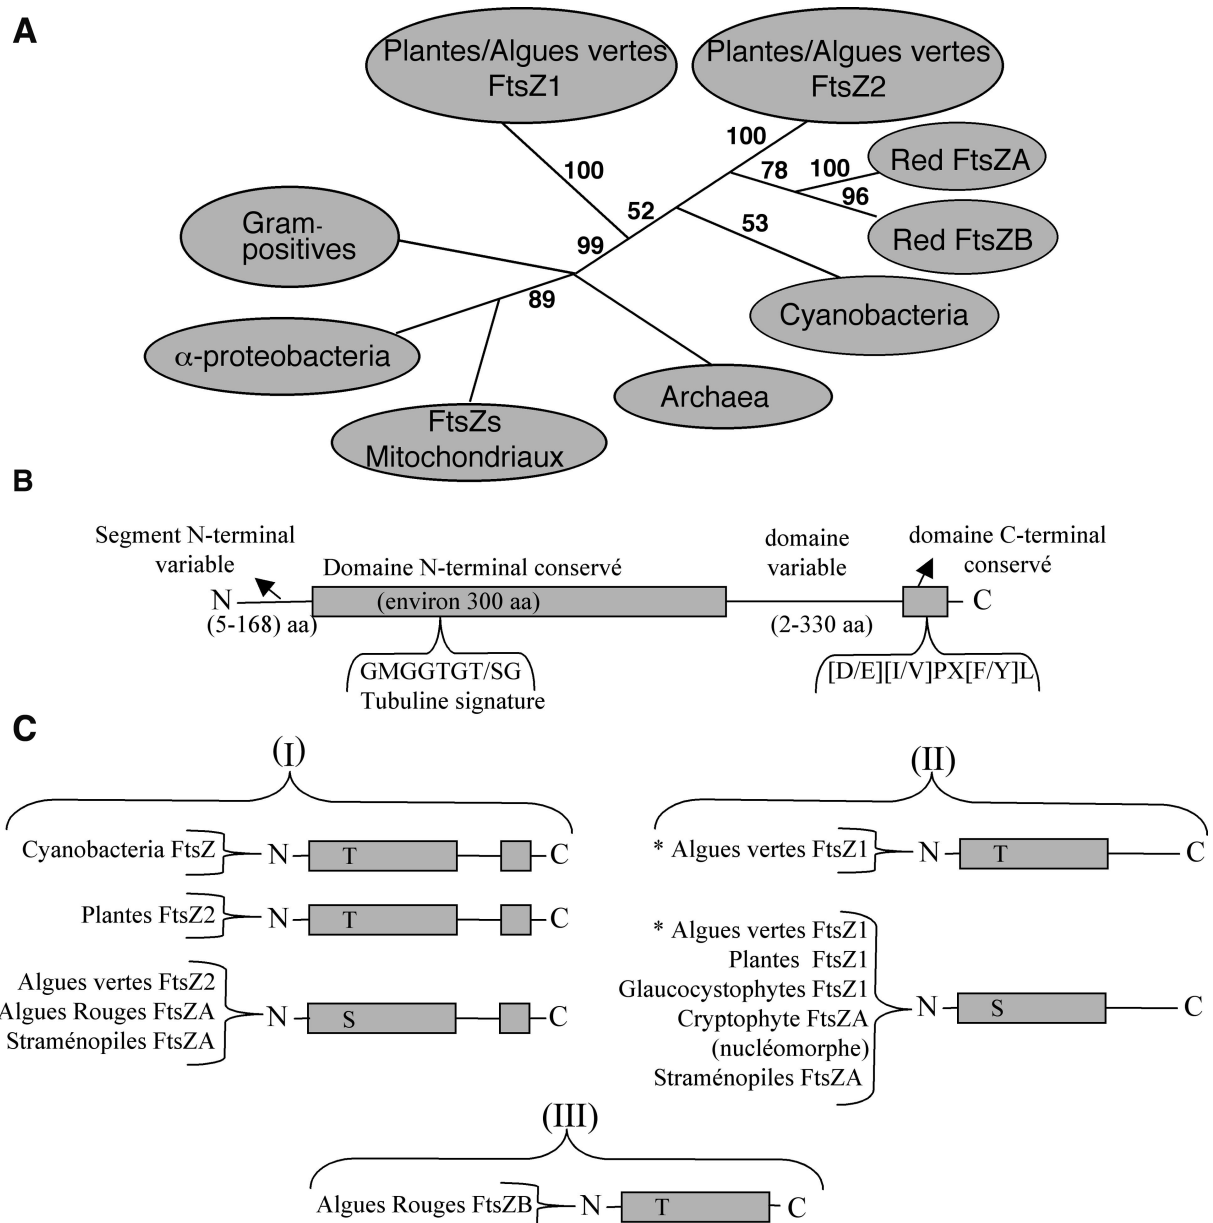 A
Plantes/Algues vertes
FtsZ1
Plantes/Algues vertes
FtsZ2
100
100
78
100
96
Red FtsZA
Red FtsZB
52
53
99
Gram-
positives
89
Cyanobacteria
α-proteobacteria
Archaea
FtsZs
Mitochondriaux
B
Segment N-terminal
variable
Domaine N-terminal conservé
domaine
variable
domaine C-terminal
conservé
N
(environ 300 aa)
C
(5-168) aa)
(2-330 aa)
GMGGTGT/SG
Tubuline signature
[D/E][I/V]PX[F/Y]L
C
(I)
Cyanobacteria FtsZ
N
T
C
Plantes FtsZ2
N
T
C
Algues vertes FtsZ2
Algues Rouges FtsZA
Straménopiles FtsZA
N
S
C
(II)
* Algues vertes FtsZ1
N
T
C
* Algues vertes FtsZ1
Plantes FtsZ1
Glaucocystophytes FtsZ1
Cryptophyte FtsZA
(nucléomorphe)
Straménopiles FtsZA
N
S
C
(III)
Algues Rouges FtsZB
N
T
C